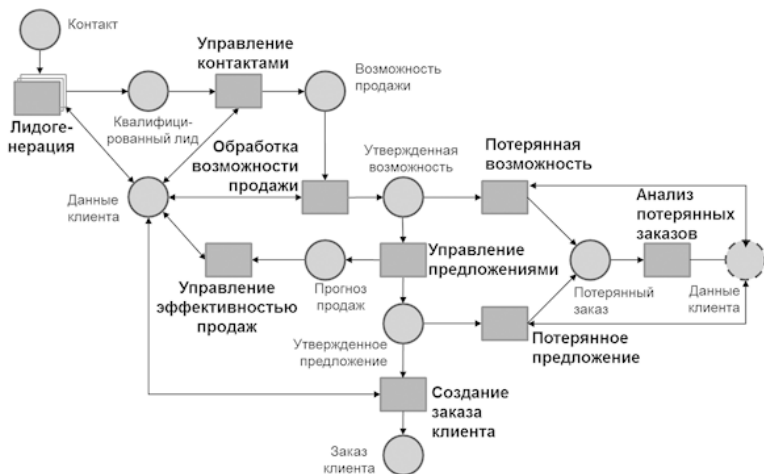 Контакт
Управление
контактами
Возможность
продажи
Лидоге-
нерация
Квалифици-
рованный лид
Обработка
возможности
продажи
Утвержденная
возможность
Потерянная
возможность
Данные
клиента
Анализ
потерянных
заказов
Управление
предложениями
Управление
эффективностью
продаж
Прогноз
продаж
Потерянный
заказ
Данные
клиента
Утвержденное
предложение
Потерянное
предложение
Создание
заказа
клиента
Заказ
клиента